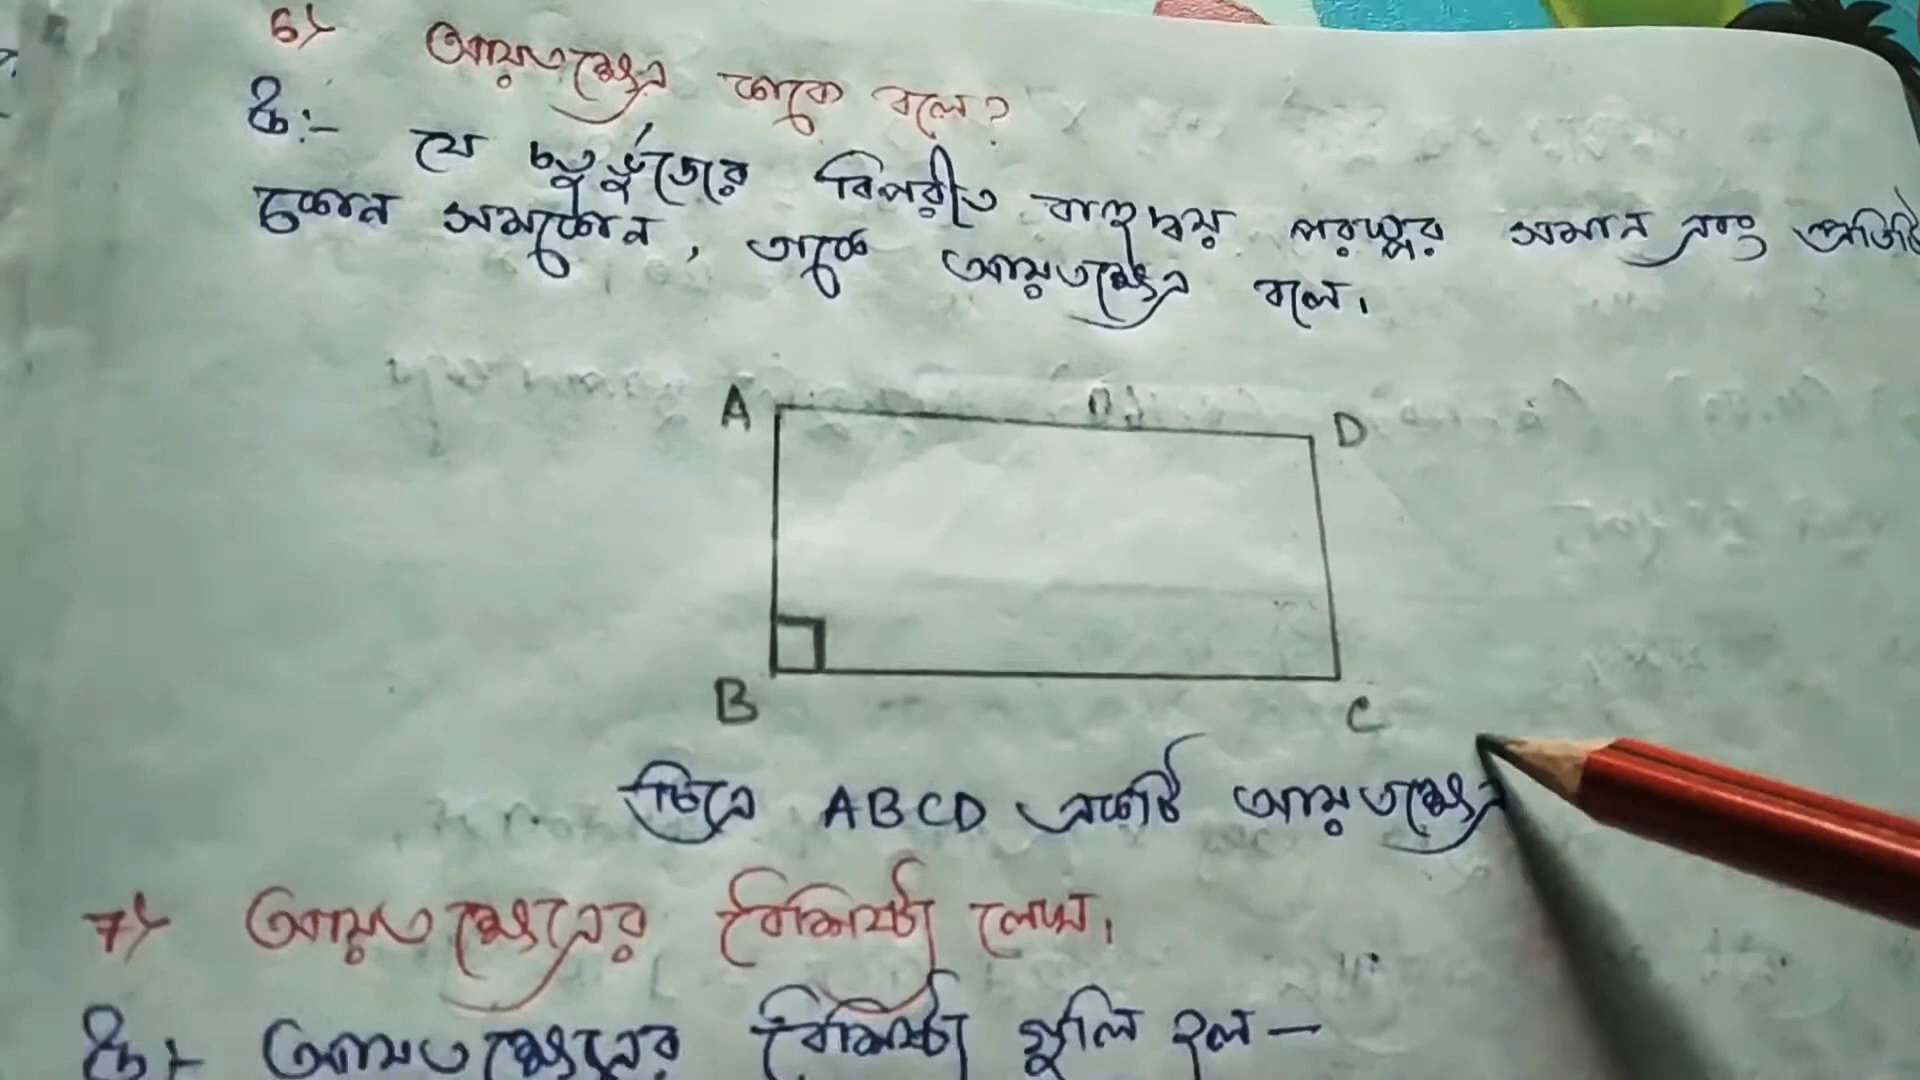 6) আয়তক্ষেত্র কাকে বলে?
উঃ- যে চতুর্ভুজের বিপরীত বাহুদ্বয় পরস্পর সমান এবং প্রতিটি
কোন সমকোন, তাকে আয়তক্ষেত্র বলে।
A
D
B
C
চিত্রে ABCD একটি আয়তক্ষেত্র
7) আয়তক্ষেত্রের বৈশিষ্ট্য লেখ।
উঃ- আয়তক্ষেত্রের বৈশিষ্ট্য গুলি হল—